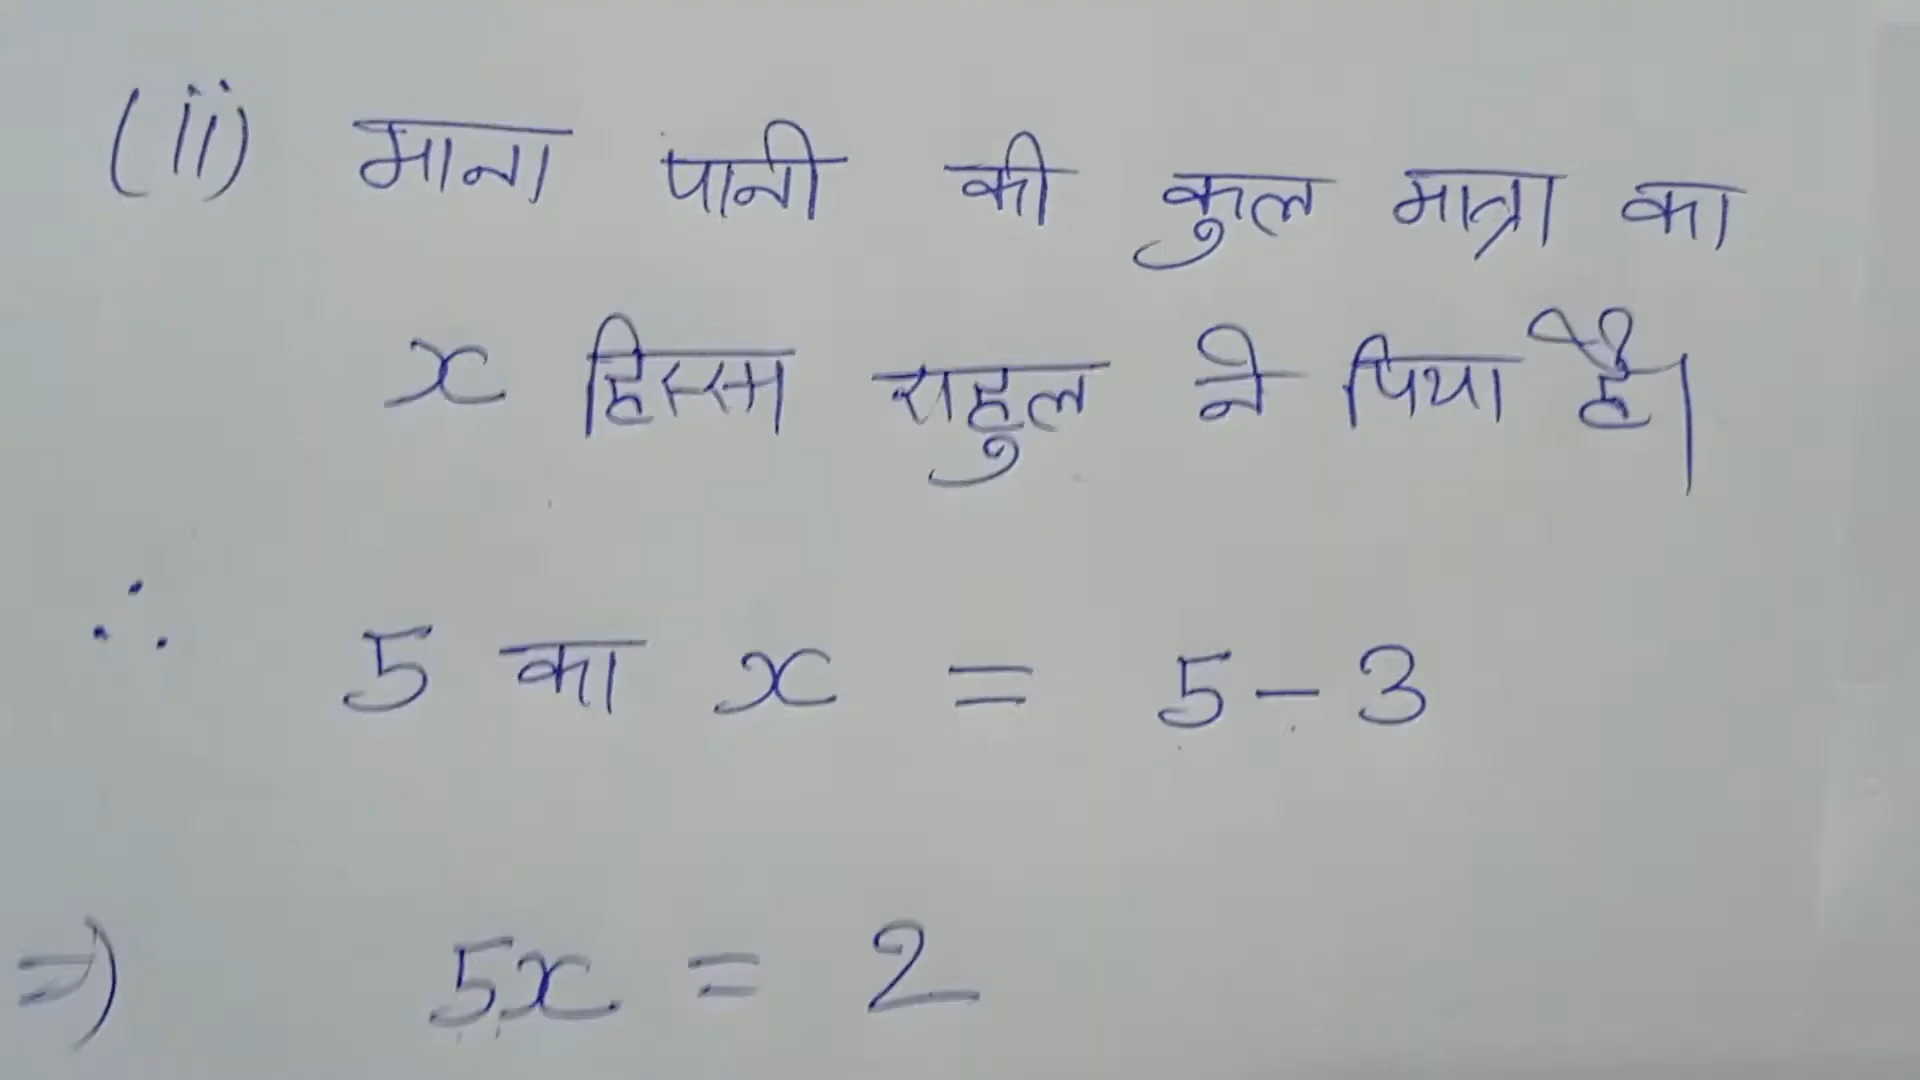 (ii) माना पानी की कुल मात्रा का
x हिस्सा राहुल ने पिया है।
∴ 5 का x = 5 - 3
⇒ 5x = 2